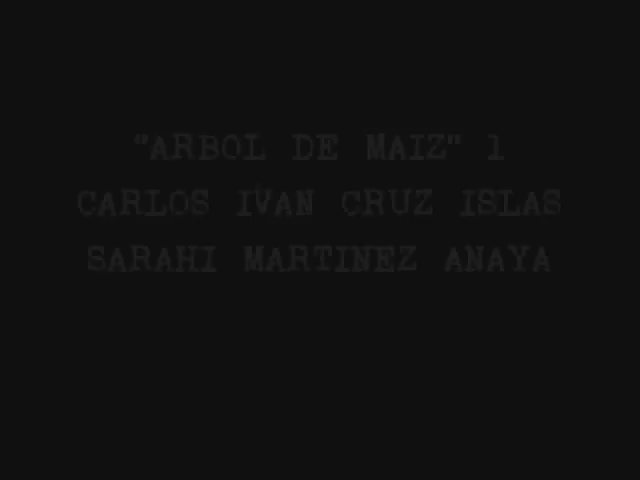 "ARBOL DE MAIZ" 1
CARLOS IVAN CRUZ ISLAS
SARAHI MARTINEZ ANAYA